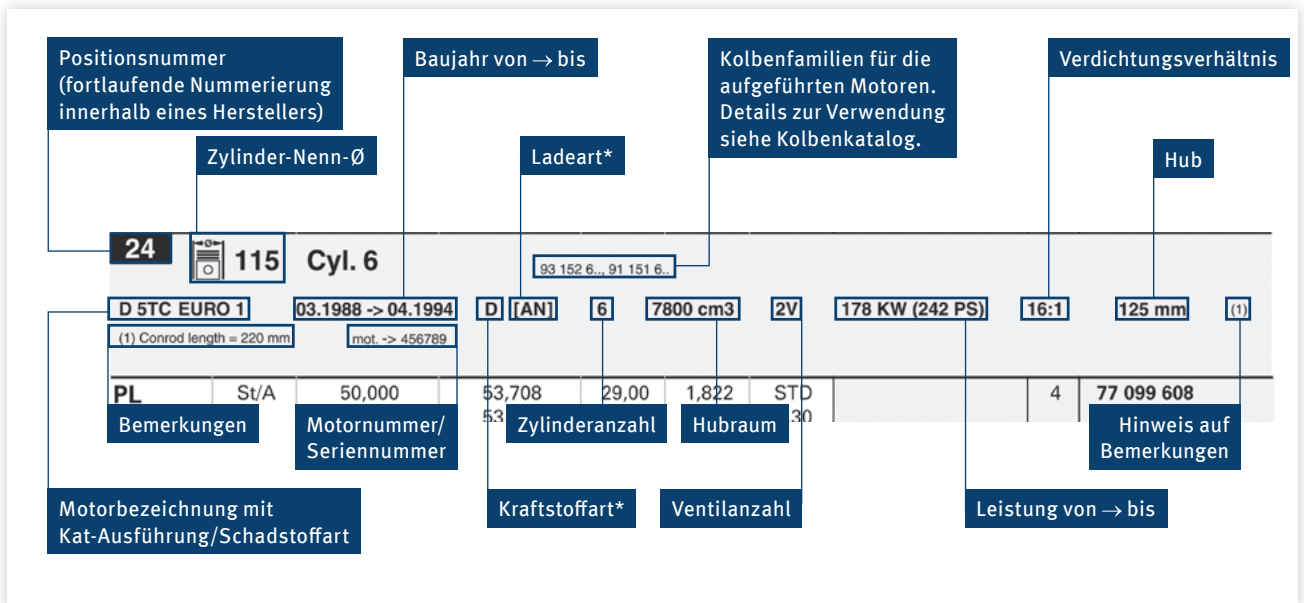 Positionsnummer
(fortlaufende Nummerierung
innerhalb eines Herstellers)
Baujahr von → bis
Kolbenfamilien für die
aufgeführten Motoren.
Details zur Verwendung
siehe Kolbenkatalog.
Verdichtungsverhältnis
Zylinder-Nenn-Ø
Ladeart*
Hub
24 Ø 115 Cyl. 6 93 152 6.., 91 151 6..
D 5TC EURO 1 03.1988 -> 04.1994 D [AN] 6 7800 cm3 2V 178 KW (242 PS) 16:1 125 mm (1)
(1) Conrod length = 220 mm mot. -> 456789
PL St/A 50,000 53,708 29,00 1,822 STD 4 77 099 608
Bemerkungen
Motornummer/
Seriennummer
Zylinderanzahl
Hubraum
Hinweis auf
Bemerkungen
Motorbezeichnung mit
Kat-Ausführung/Schadstoffart
Kraftstoffart*
Ventilanzahl
Leistung von → bis